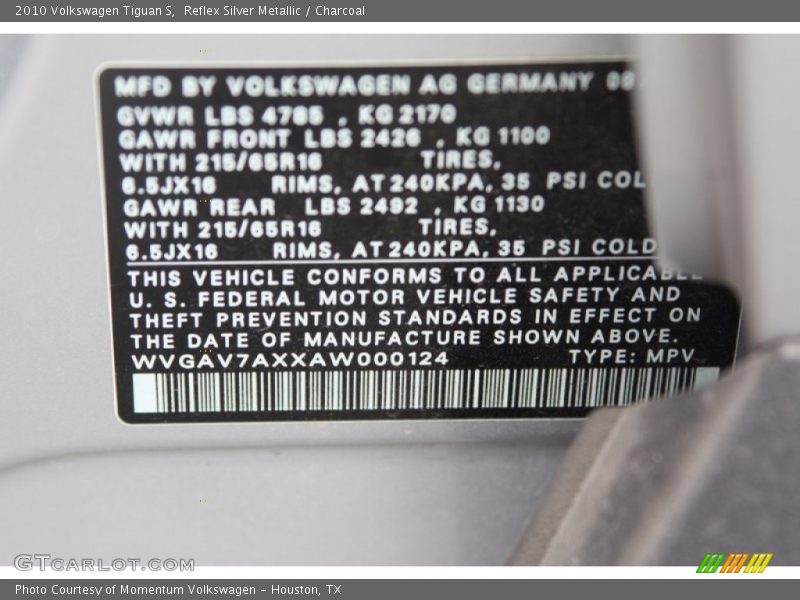 2010 Volkswagen Tiguan S,  Reflex Silver Metallic / Charcoal
MFD BY VOLKSWAGEN AG GERMANY
GVWR LBS 4785 , KG 2170
GAWR FRONT LBS 2426 , KG 1100
WITH 215/65R16 TIRES,
6.5JX16 RIMS, AT 240KPA, 35 PSI COL
GAWR REAR LBS 2492 , KG 1130
WITH 215/65R16 TIRES,
6.5JX16 RIMS, AT 240KPA, 35 PSI COLD
THIS VEHICLE CONFORMS TO ALL APPLICABLE
U. S. FEDERAL MOTOR VEHICLE SAFETY AND
THEFT PREVENTION STANDARDS IN EFFECT ON
THE DATE OF MANUFACTURE SHOWN ABOVE.
WVGAV7AXXAW000124 TYPE: MPV
GTCARLOT.COM
Photo Courtesy of Momentum Volkswagen - Houston, TX